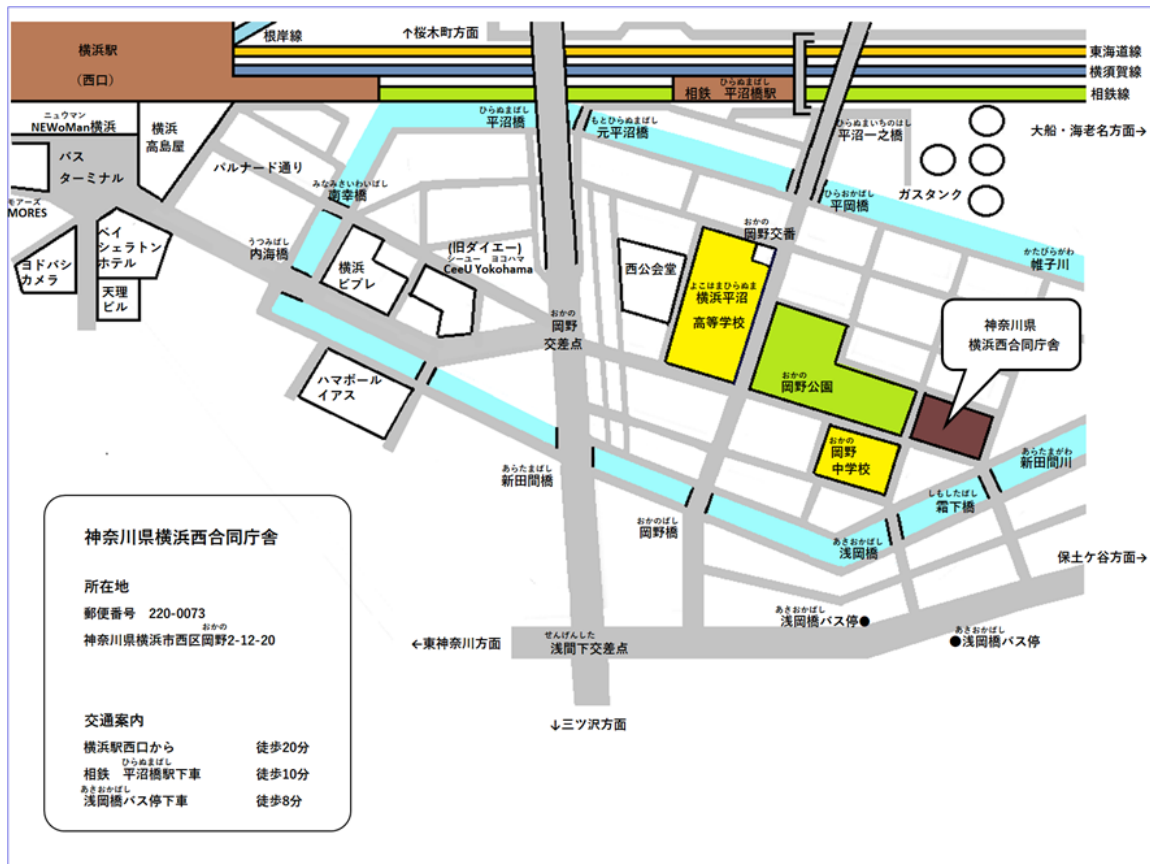 横浜駅
（西口）
根岸線
↑桜木町方面
東海道線
横須賀線
相鉄線
相鉄　平沼橋駅
ひらぬまばし
大船・海老名方面→
ニュウマン
NEWoMan横浜
横浜
高島屋
バス
ターミナル
モアーズ
MORES
ヨドバシ
カメラ
ベイ
シェラトン
ホテル
天理
ビル
パルナード通り
みなみさいわいばし
南幸橋
うつみばし
内海橋
横浜
ビブレ
(旧ダイエー)
シーユー　ヨコハマ
CeeU Yokohama
ハマボール
イアス
ひらぬまばし
平沼橋
もとひらぬまばし
元平沼橋
ひらぬまいちのはし
平沼一之橋
ひらおかばし
平岡橋
ガスタンク
かたびらがわ
帷子川
おかの
岡野交番
西公会堂
よこはまひらぬま
横浜平沼
高等学校
おかの
岡野
交差点
おかの
岡野公園
おかの
岡野
中学校
神奈川県
横浜西合同庁舎
あらたまがわ
新田間川
しもしたばし
霜下橋
あきおかばし
浅岡橋
おかのばし
岡野橋
あらたまばし
新田間橋
保土ケ谷方面→
あきおかばし
浅岡橋バス停●
あきおかばし
●浅岡橋バス停
←東神奈川方面
せんげんした
浅間下交差点
↓三ツ沢方面
神奈川県横浜西合同庁舎
所在地
郵便番号　220-0073
おかの
神奈川県横浜市西区岡野2-12-20
交通案内
横浜駅西口から　徒歩20分
ひらぬまばし
相鉄　平沼橋駅下車　徒歩10分
あきおかばし
浅岡橋バス停下車　徒歩8分